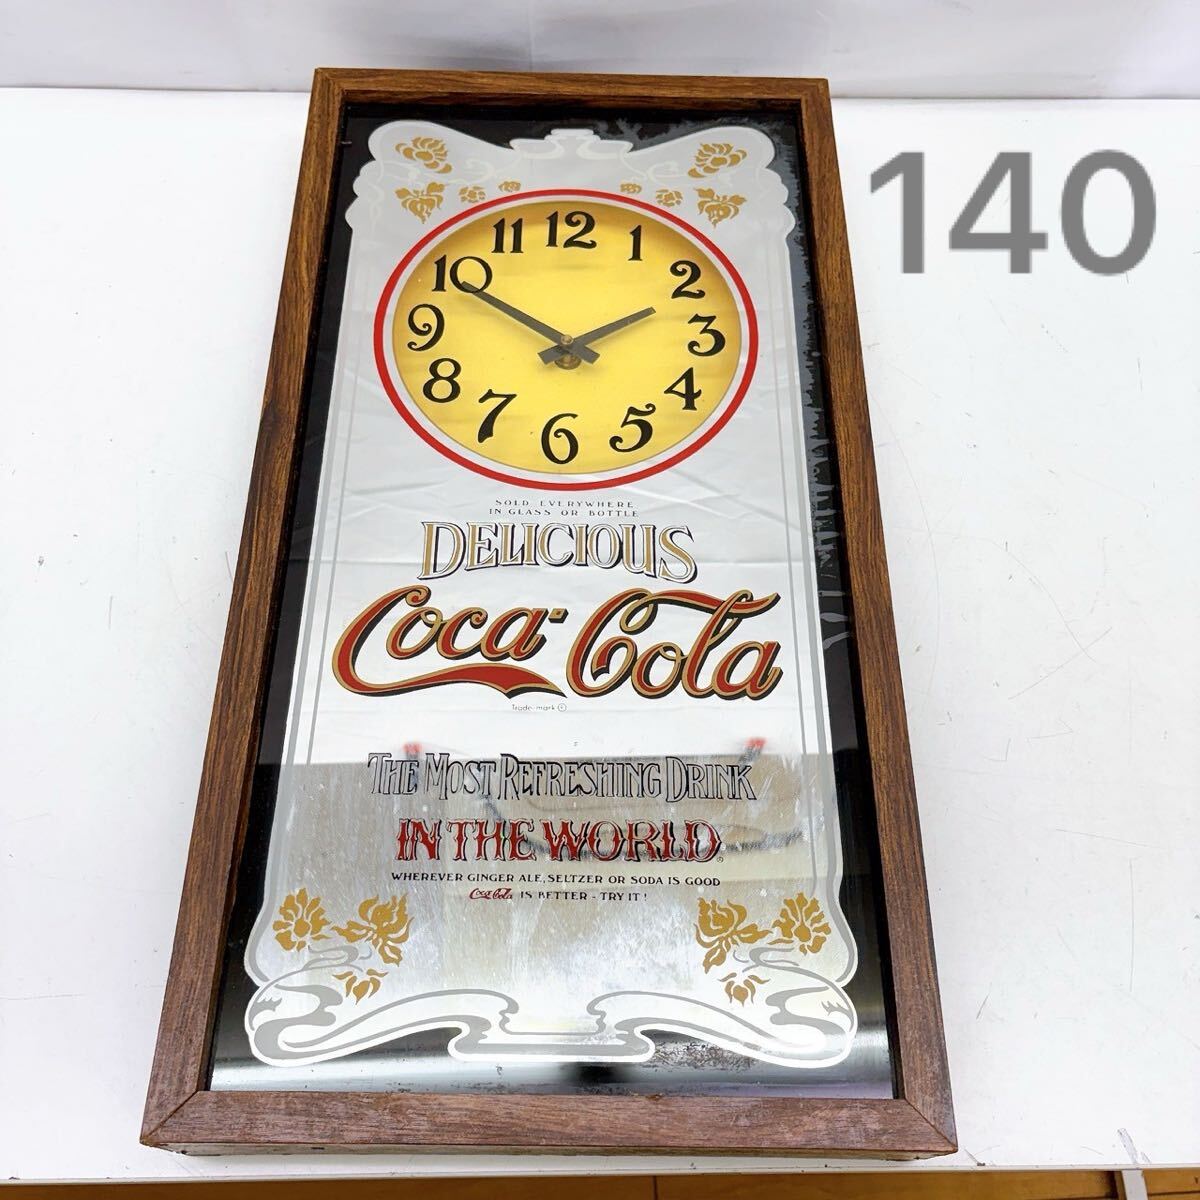 140
11 12 1
10 2
9 3
8 4
7 6 5
SOLD EVERYWHERE
IN GLASS OR BOTTLE
DELICIOUS
Coca-Cola
Trade-mark ®
THE MOST REFRESHING DRINK
IN THE WORLD
WHEREVER GINGER ALE, SELTZER OR SODA IS GOOD
Coca-Cola IS BETTER - TRY IT!